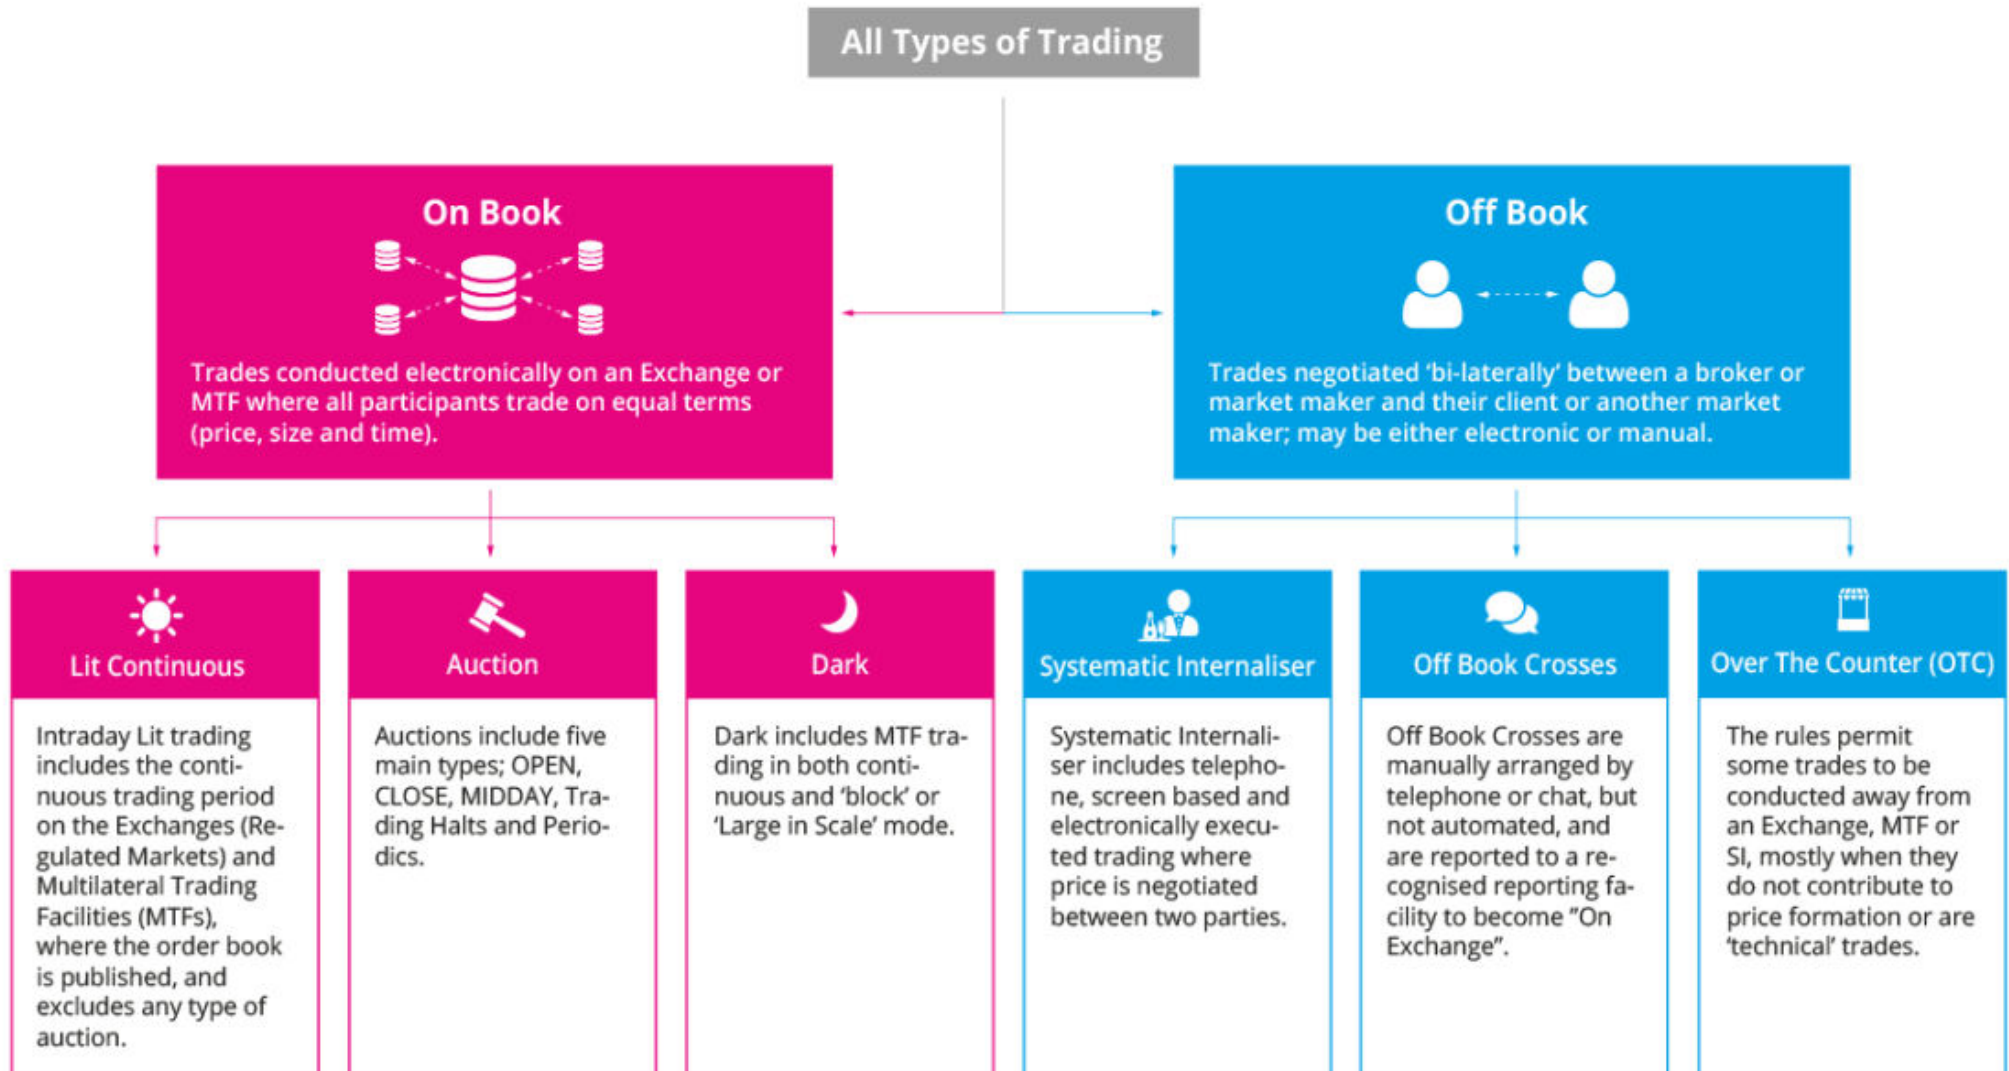 All Types of Trading
On Book
Trades conducted electronically on an Exchange or
MTF where all participants trade on equal terms
(price, size and time).
Off Book
Trades negotiated ‘bi-laterally’ between a broker or
market maker and their client or another market
maker; may be either electronic or manual.
Lit Continuous
Intraday Lit trading
includes the conti-
nuous trading period
on the Exchanges (Re-
gulated Markets) and
Multilateral Trading
Facilities (MTFs),
where the order book
is published, and
excludes any type of
auction.
Auction
Auctions include five
main types; OPEN,
CLOSE, MIDDAY, Tra-
ding Halts and Perio-
dics.
Dark
Dark includes MTF tra-
ding in both conti-
nuous and ‘block’ or
‘Large in Scale’ mode.
Systematic Internaliser
Systematic Internali-
ser includes telepho-
ne, screen based and
electronically execu-
ted trading where
price is negotiated
between two parties.
Off Book Crosses
Off Book Crosses are
manually arranged by
telephone or chat, but
not automated, and
are reported to a re-
cognised reporting fa-
cility to become ”On
Exchange”.
Over The Counter (OTC)
The rules permit
some trades to be
conducted away from
an Exchange, MTF or
SI, mostly when they
do not contribute to
price formation or are
‘technical’ trades.